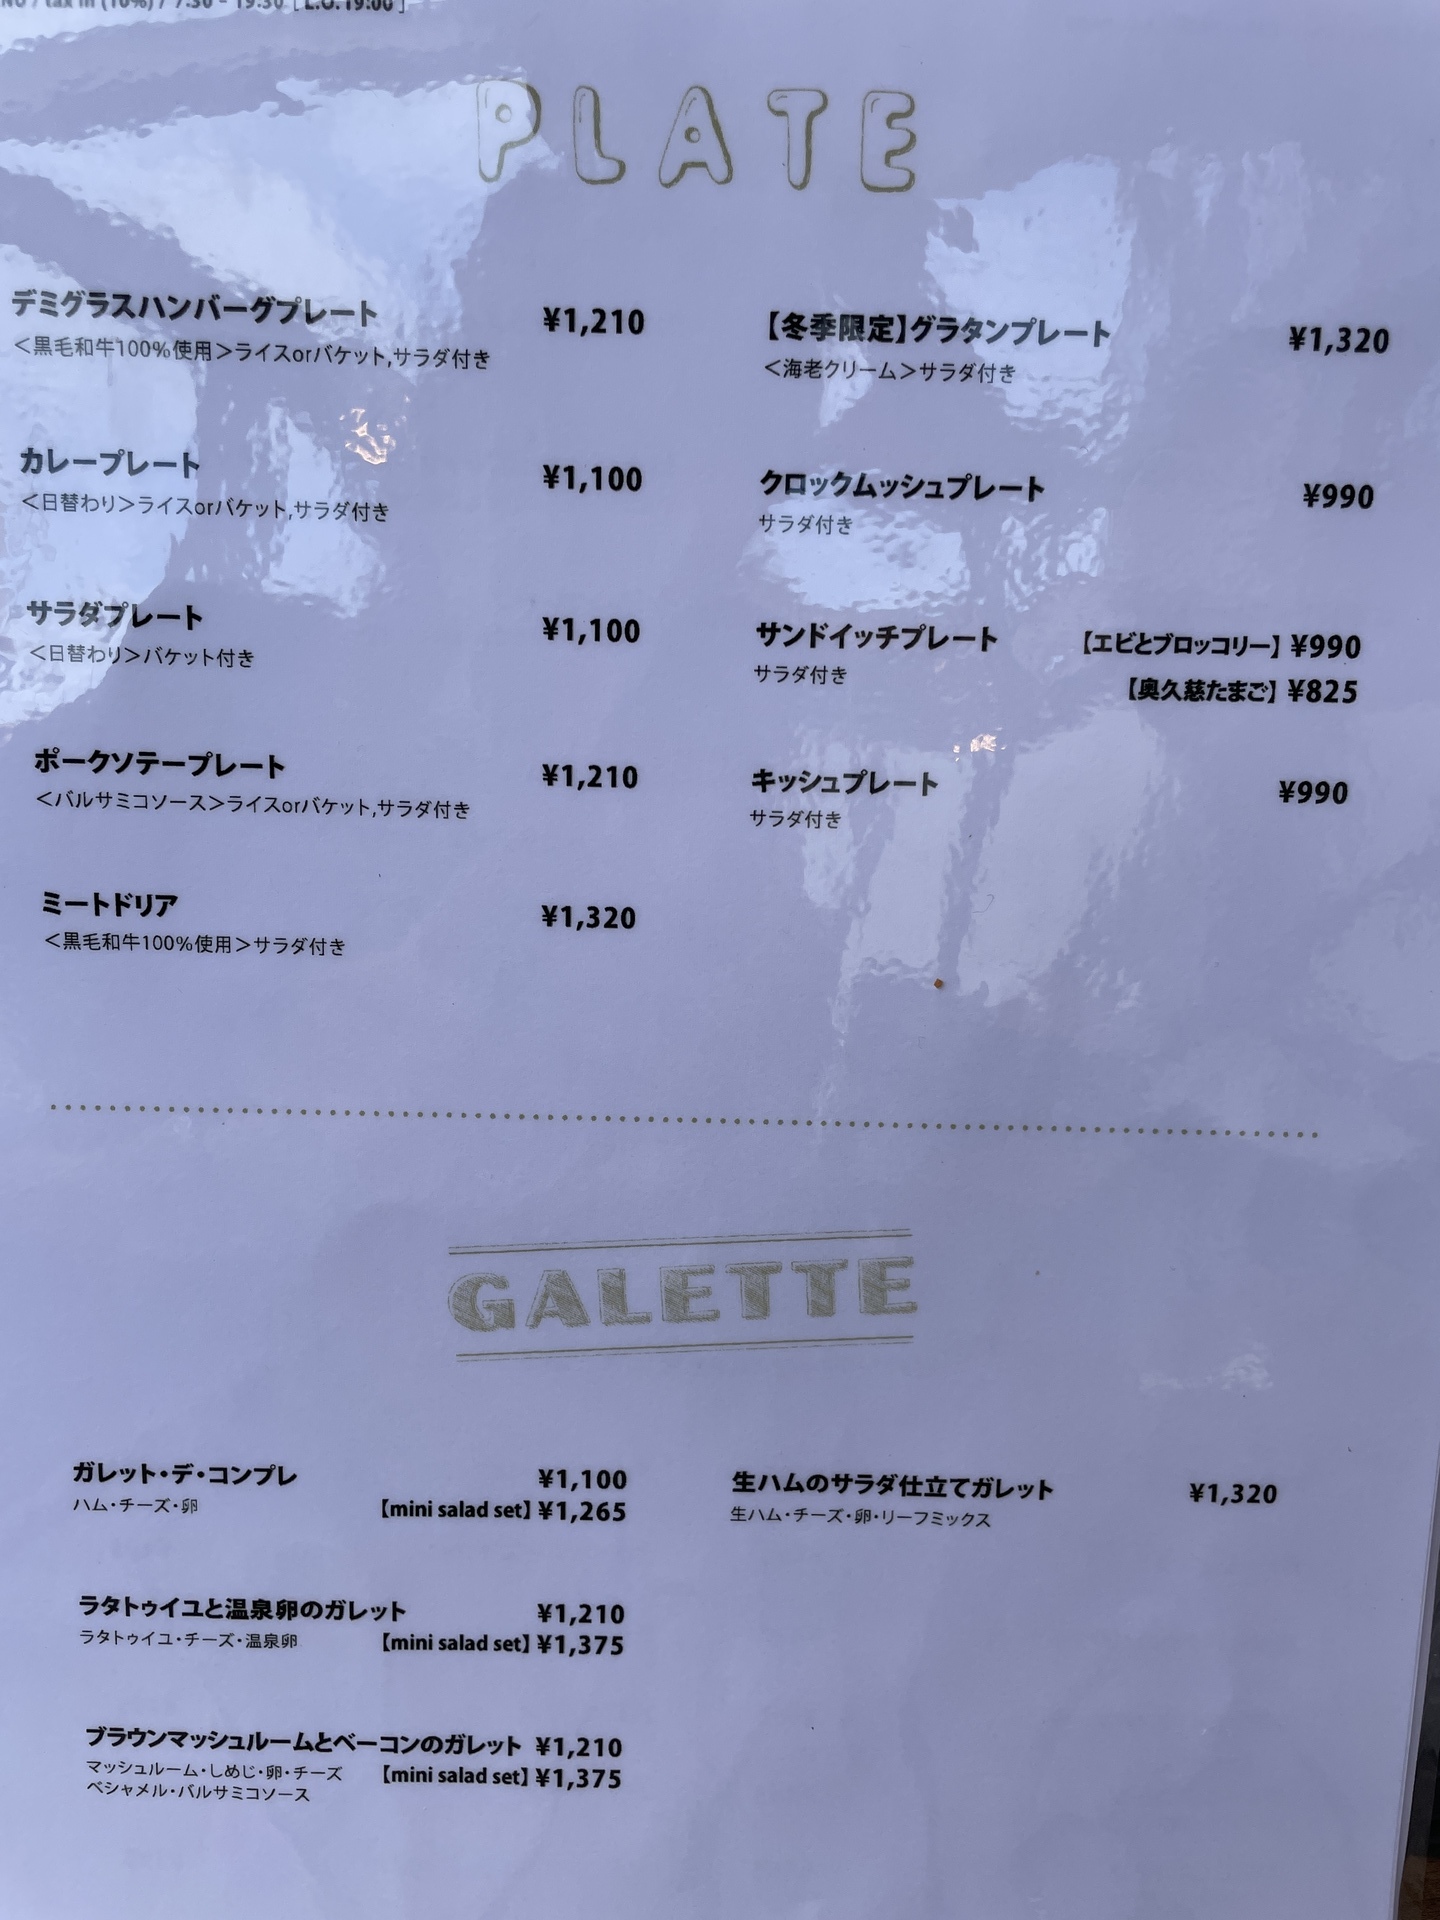 tax in (10%) / 7:30 - 19:30 [ L.O. 19:00 ]
PLATE
デミグラスハンバーグプレート ¥1,210
＜黒毛和牛100％使用＞ライスorバケット,サラダ付き
カレープレート ¥1,100
＜日替わり＞ライスorバケット,サラダ付き
サラダプレート ¥1,100
＜日替わり＞バケット付き
ポークソテープレート ¥1,210
＜バルサミコソース＞ライスorバケット,サラダ付き
ミートドリア ¥1,320
＜黒毛和牛100％使用＞サラダ付き
【冬季限定】グラタンプレート ¥1,320
＜海老クリーム＞サラダ付き
クロックムッシュプレート ¥990
サラダ付き
サンドイッチプレート 【エビとブロッコリー】 ¥990
サラダ付き 【奥久慈たまご】 ¥825
キッシュプレート ¥990
サラダ付き
GALETTE
ガレット・デ・コンプレ ¥1,100
ハム・チーズ・卵 【mini salad set】 ¥1,265
ラタトゥイユと温泉卵のガレット ¥1,210
ラタトゥイユ・チーズ・温泉卵 【mini salad set】 ¥1,375
ブラウンマッシュルームとベーコンのガレット ¥1,210
マッシュルーム・しめじ・卵・チーズ 【mini salad set】 ¥1,375
ベシャメル・バルサミコソース
生ハムのサラダ仕立てガレット ¥1,320
生ハム・チーズ・卵・リーフミックス